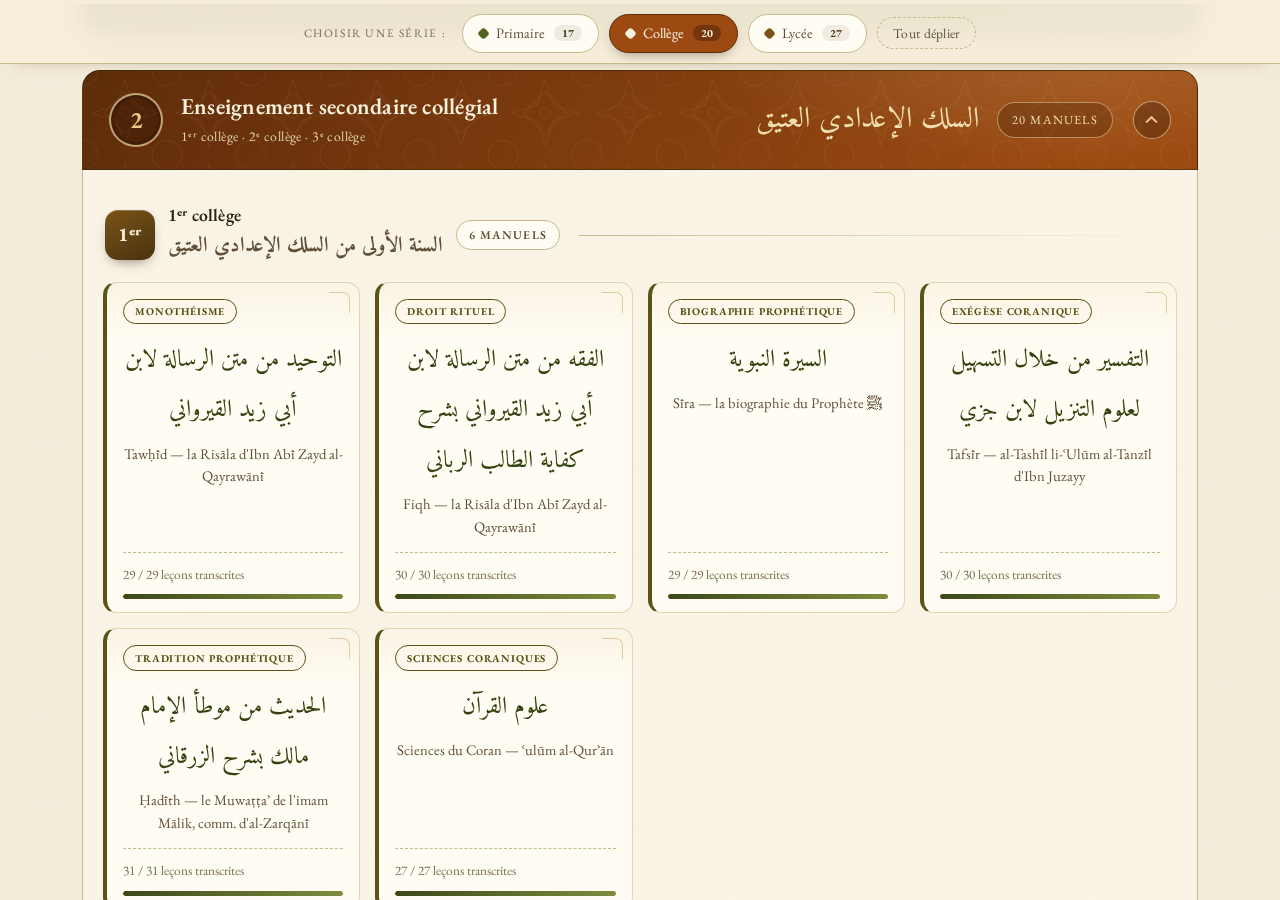 CHOISIR UNE SÉRIE :
Primaire 17
Collège 20
Lycée 27
Tout déplier
2
Enseignement secondaire collégial
1er collège · 2e collège · 3e collège
السلك الإعدادي العتيق
20 MANUELS
1er
1er collège
السنة الأولى من السلك الإعدادي العتيق
6 MANUELS
MONOTHÉISME
التوحيد من متن الرسالة لابن
أبي زيد القيرواني
Tawḥīd — la Risāla d'Ibn Abī Zayd al-
Qayrawānī
29 / 29 leçons transcrites
DROIT RITUEL
الفقه من متن الرسالة لابن
أبي زيد القيرواني بشرح
كفاية الطالب الرباني
Fiqh — la Risāla d'Ibn Abī Zayd al-
Qayrawānī
30 / 30 leçons transcrites
BIOGRAPHIE PROPHÉTIQUE
السيرة النبوية
Sīra — la biographie du Prophète ﷺ
29 / 29 leçons transcrites
EXÉGÈSE CORANIQUE
التفسير من خلال التسهيل
لعلوم التنزيل لابن جزي
Tafsīr — al-Tashīl li-ʿUlūm al-Tanzīl
d'Ibn Juzayy
30 / 30 leçons transcrites
TRADITION PROPHÉTIQUE
الحديث من موطأ الإمام
مالك بشرح الزرقاني
Ḥadīth — le Muwaṭṭaʾ de l'imam
Mālik, comm. d'al-Zarqānī
31 / 31 leçons transcrites
SCIENCES CORANIQUES
علوم القرآن
Sciences du Coran — ʿulūm al-Qurʾān
27 / 27 leçons transcrites